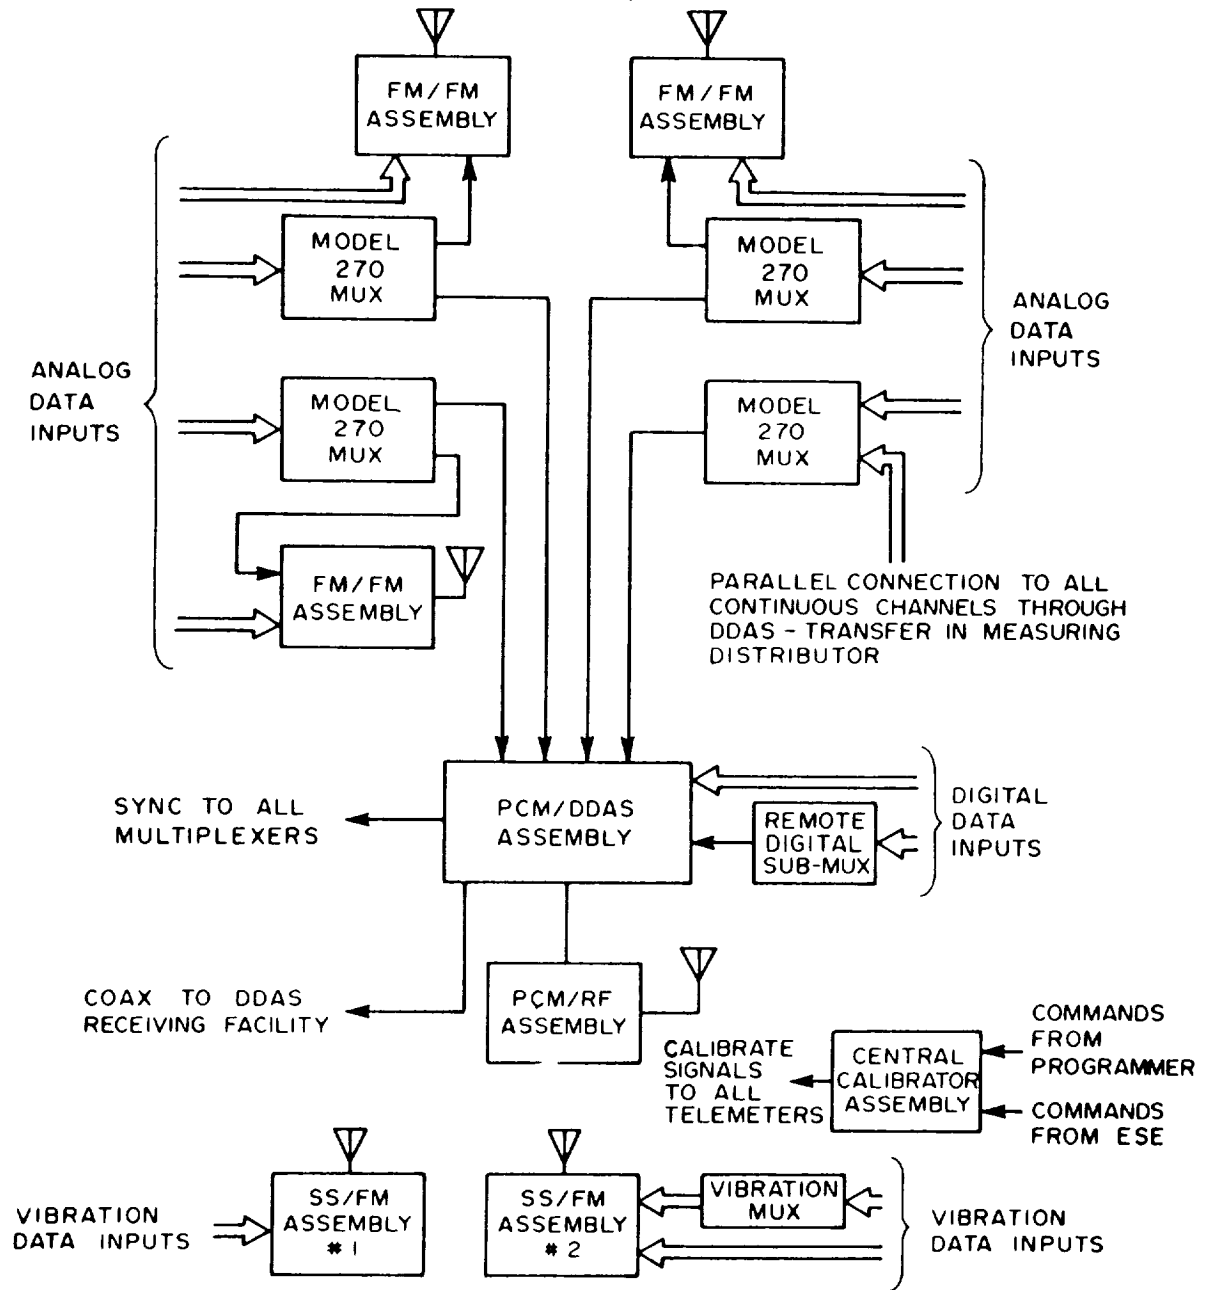 FM/FM
ASSEMBLY
FM/FM
ASSEMBLY
MODEL
270
MUX
MODEL
270
MUX
ANALOG
DATA
INPUTS
ANALOG
DATA
INPUTS
MODEL
270
MUX
MODEL
270
MUX
FM/FM
ASSEMBLY
PARALLEL CONNECTION TO ALL
CONTINUOUS CHANNELS THROUGH
DDAS - TRANSFER IN MEASURING
DISTRIBUTOR
SYNC TO ALL
MULTIPLEXERS
PCM/DDAS
ASSEMBLY
REMOTE
DIGITAL
SUB-MUX
DIGITAL
DATA
INPUTS
COAX TO DDAS
RECEIVING FACILITY
PCM/RF
ASSEMBLY
CALIBRATE
SIGNALS
TO ALL
TELEMETERS
CENTRAL
CALIBRATOR
ASSEMBLY
COMMANDS
FROM
PROGRAMMER
COMMANDS
FROM ESE
VIBRATION
DATA INPUTS
SS/FM
ASSEMBLY
# 1
SS/FM
ASSEMBLY
# 2
VIBRATION
MUX
VIBRATION
DATA INPUTS